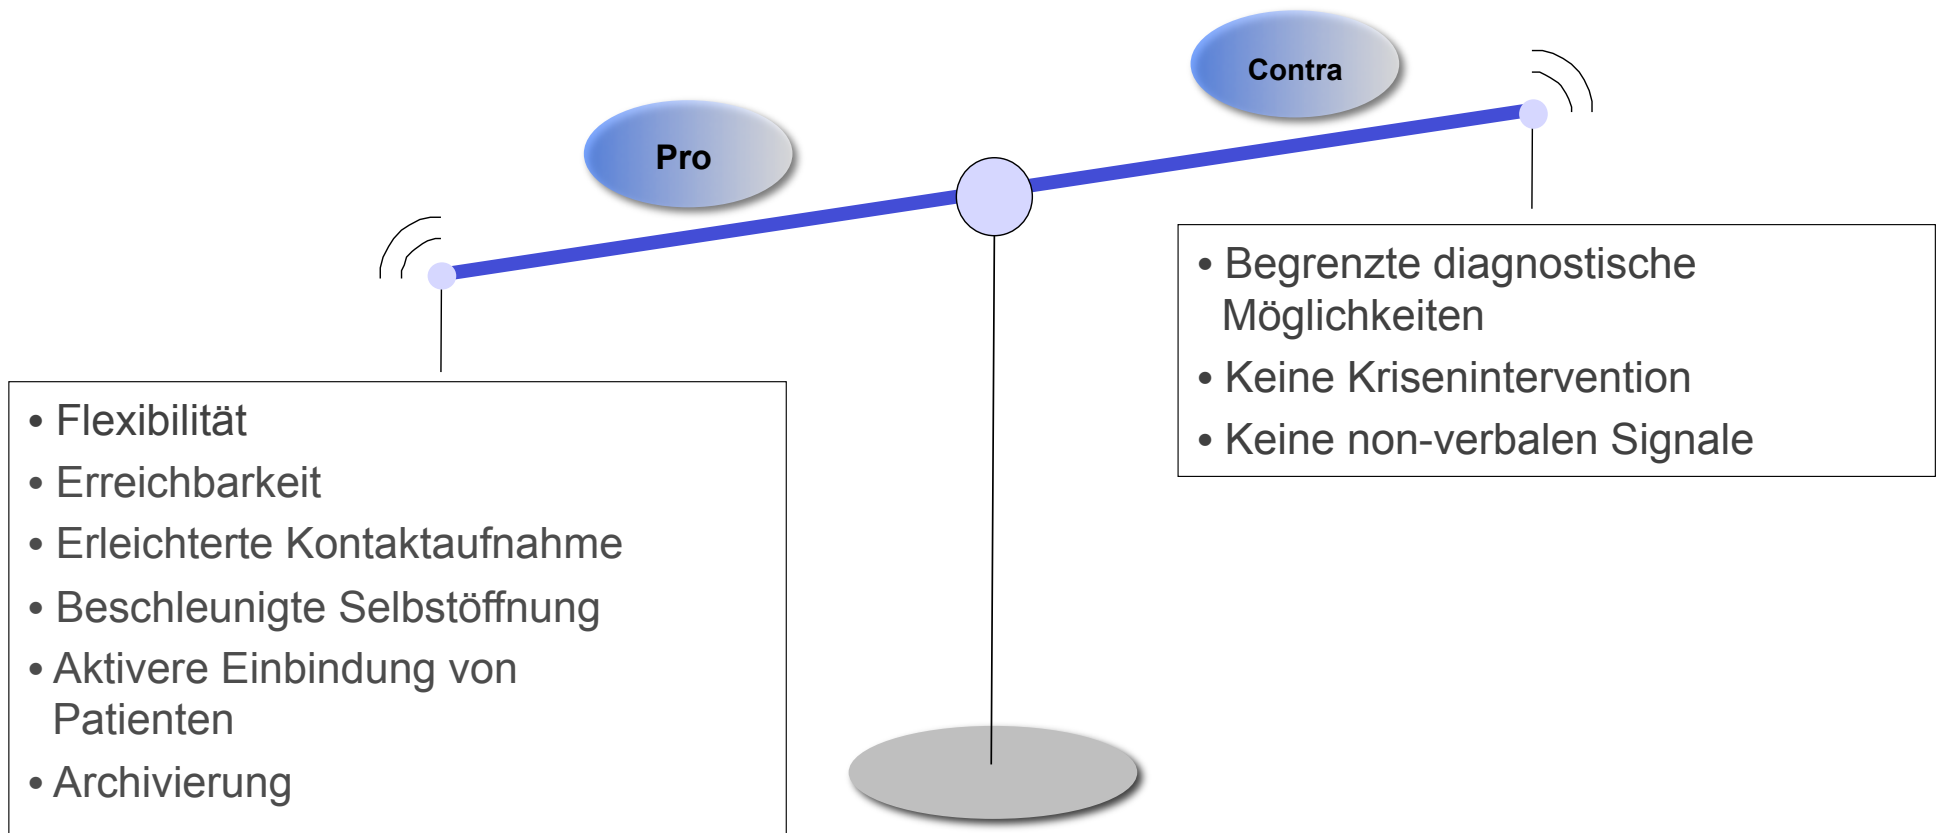 Pro
Contra
• Flexibilität
• Erreichbarkeit
• Erleichterte Kontaktaufnahme
• Beschleunigte Selbstöffnung
• Aktivere Einbindung von
Patienten
• Archivierung
• Begrenzte diagnostische
Möglichkeiten
• Keine Krisenintervention
• Keine non-verbalen Signale